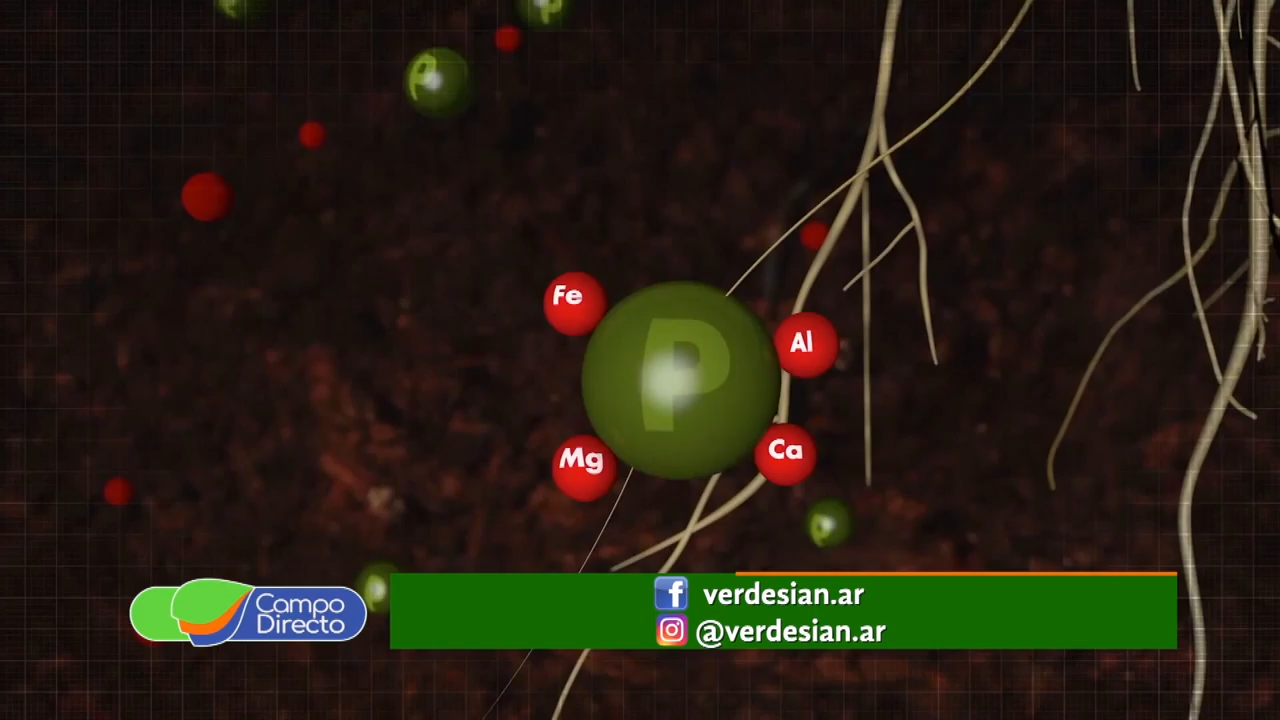 P
P
Fe
P
Al
Mg
Ca
P
Campo
Directo
verdesian.ar
@verdesian.ar